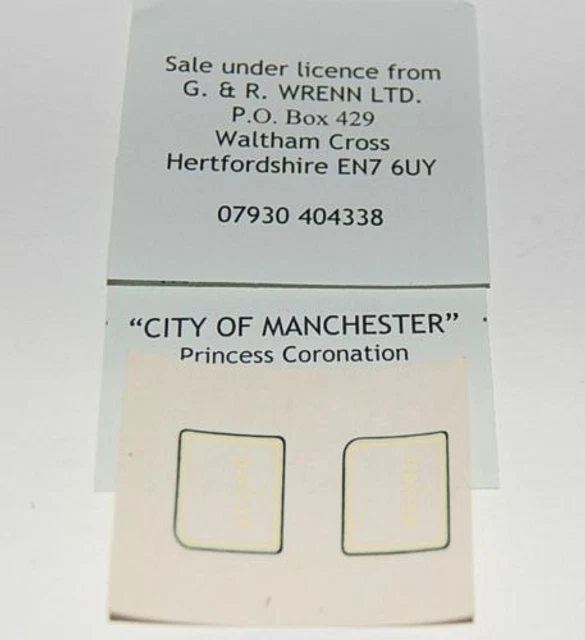 Sale under licence from
G. & R. WRENN LTD.
P.O. Box 429
Waltham Cross
Hertfordshire EN7 6UY
07930 404338
“CITY OF MANCHESTER”
Princess Coronation